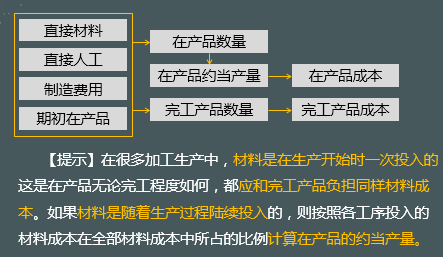 直接材料
直接人工
制造费用
期初在产品
在产品数量
在产品约当产量
在产品成本
完工产品数量
完工产品成本
【提示】在很多加工生产中，材料是在生产开始时一次投入的
这是在产品无论完工程度如何，都应和完工产品负担同样材料成
本。如果材料是随着生产过程陆续投入的，则按照各工序投入的
材料成本在全部材料成本中所占的比例计算在产品的约当产量。